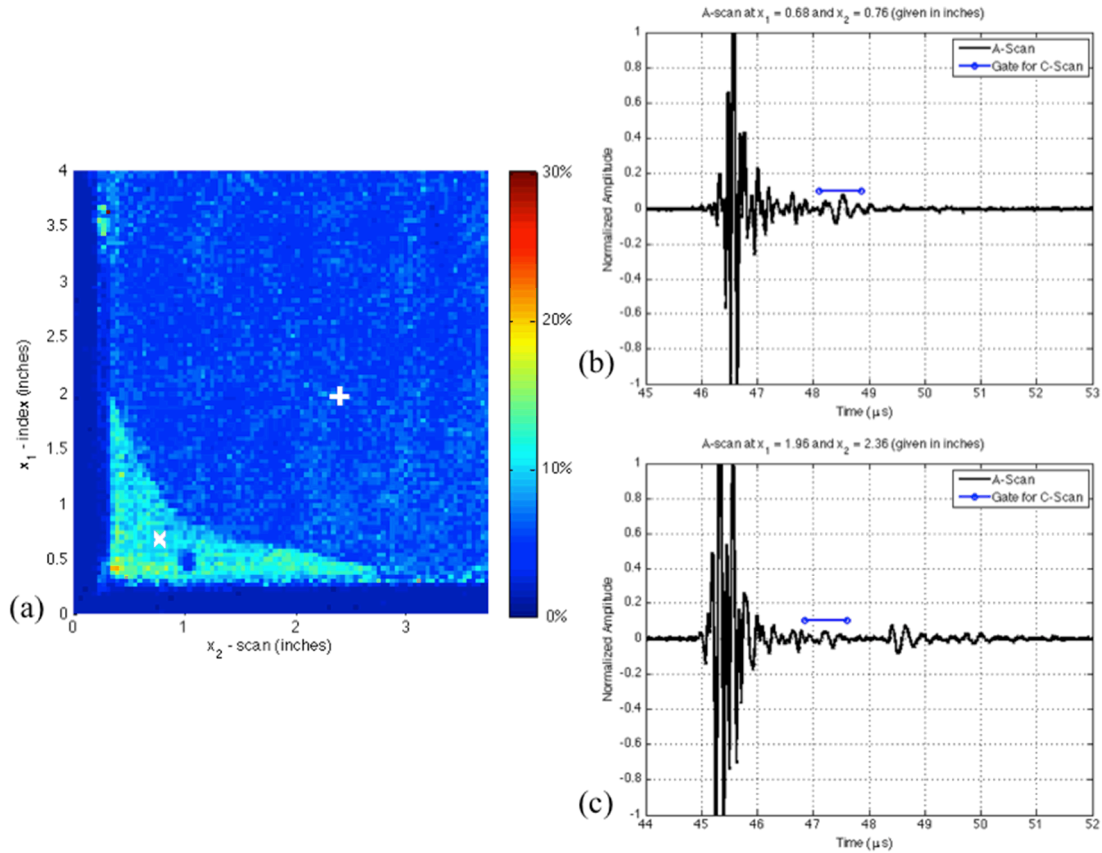 (a)
4
3.5
3
2.5
2
1.5
1
0.5
0
x1 - index (inches)
0 1 2 3
x2 - scan (inches)
30%
20%
10%
0%
(b)
A-scan at x1 = 0.68 and x2 = 0.76 (given in inches)
A-Scan
Gate for C-Scan
1
0.8
0.6
0.4
0.2
0
-0.2
-0.4
-0.6
-0.8
-1
Normalized Amplitude
45 46 47 48 49 50 51 52 53
Time (μs)
(c)
A-scan at x1 = 1.96 and x2 = 2.36 (given in inches)
A-Scan
Gate for C-Scan
1
0.8
0.6
0.4
0.2
0
-0.2
-0.4
-0.6
-0.8
-1
Normalized Amplitude
44 45 46 47 48 49 50 51 52
Time (μs)